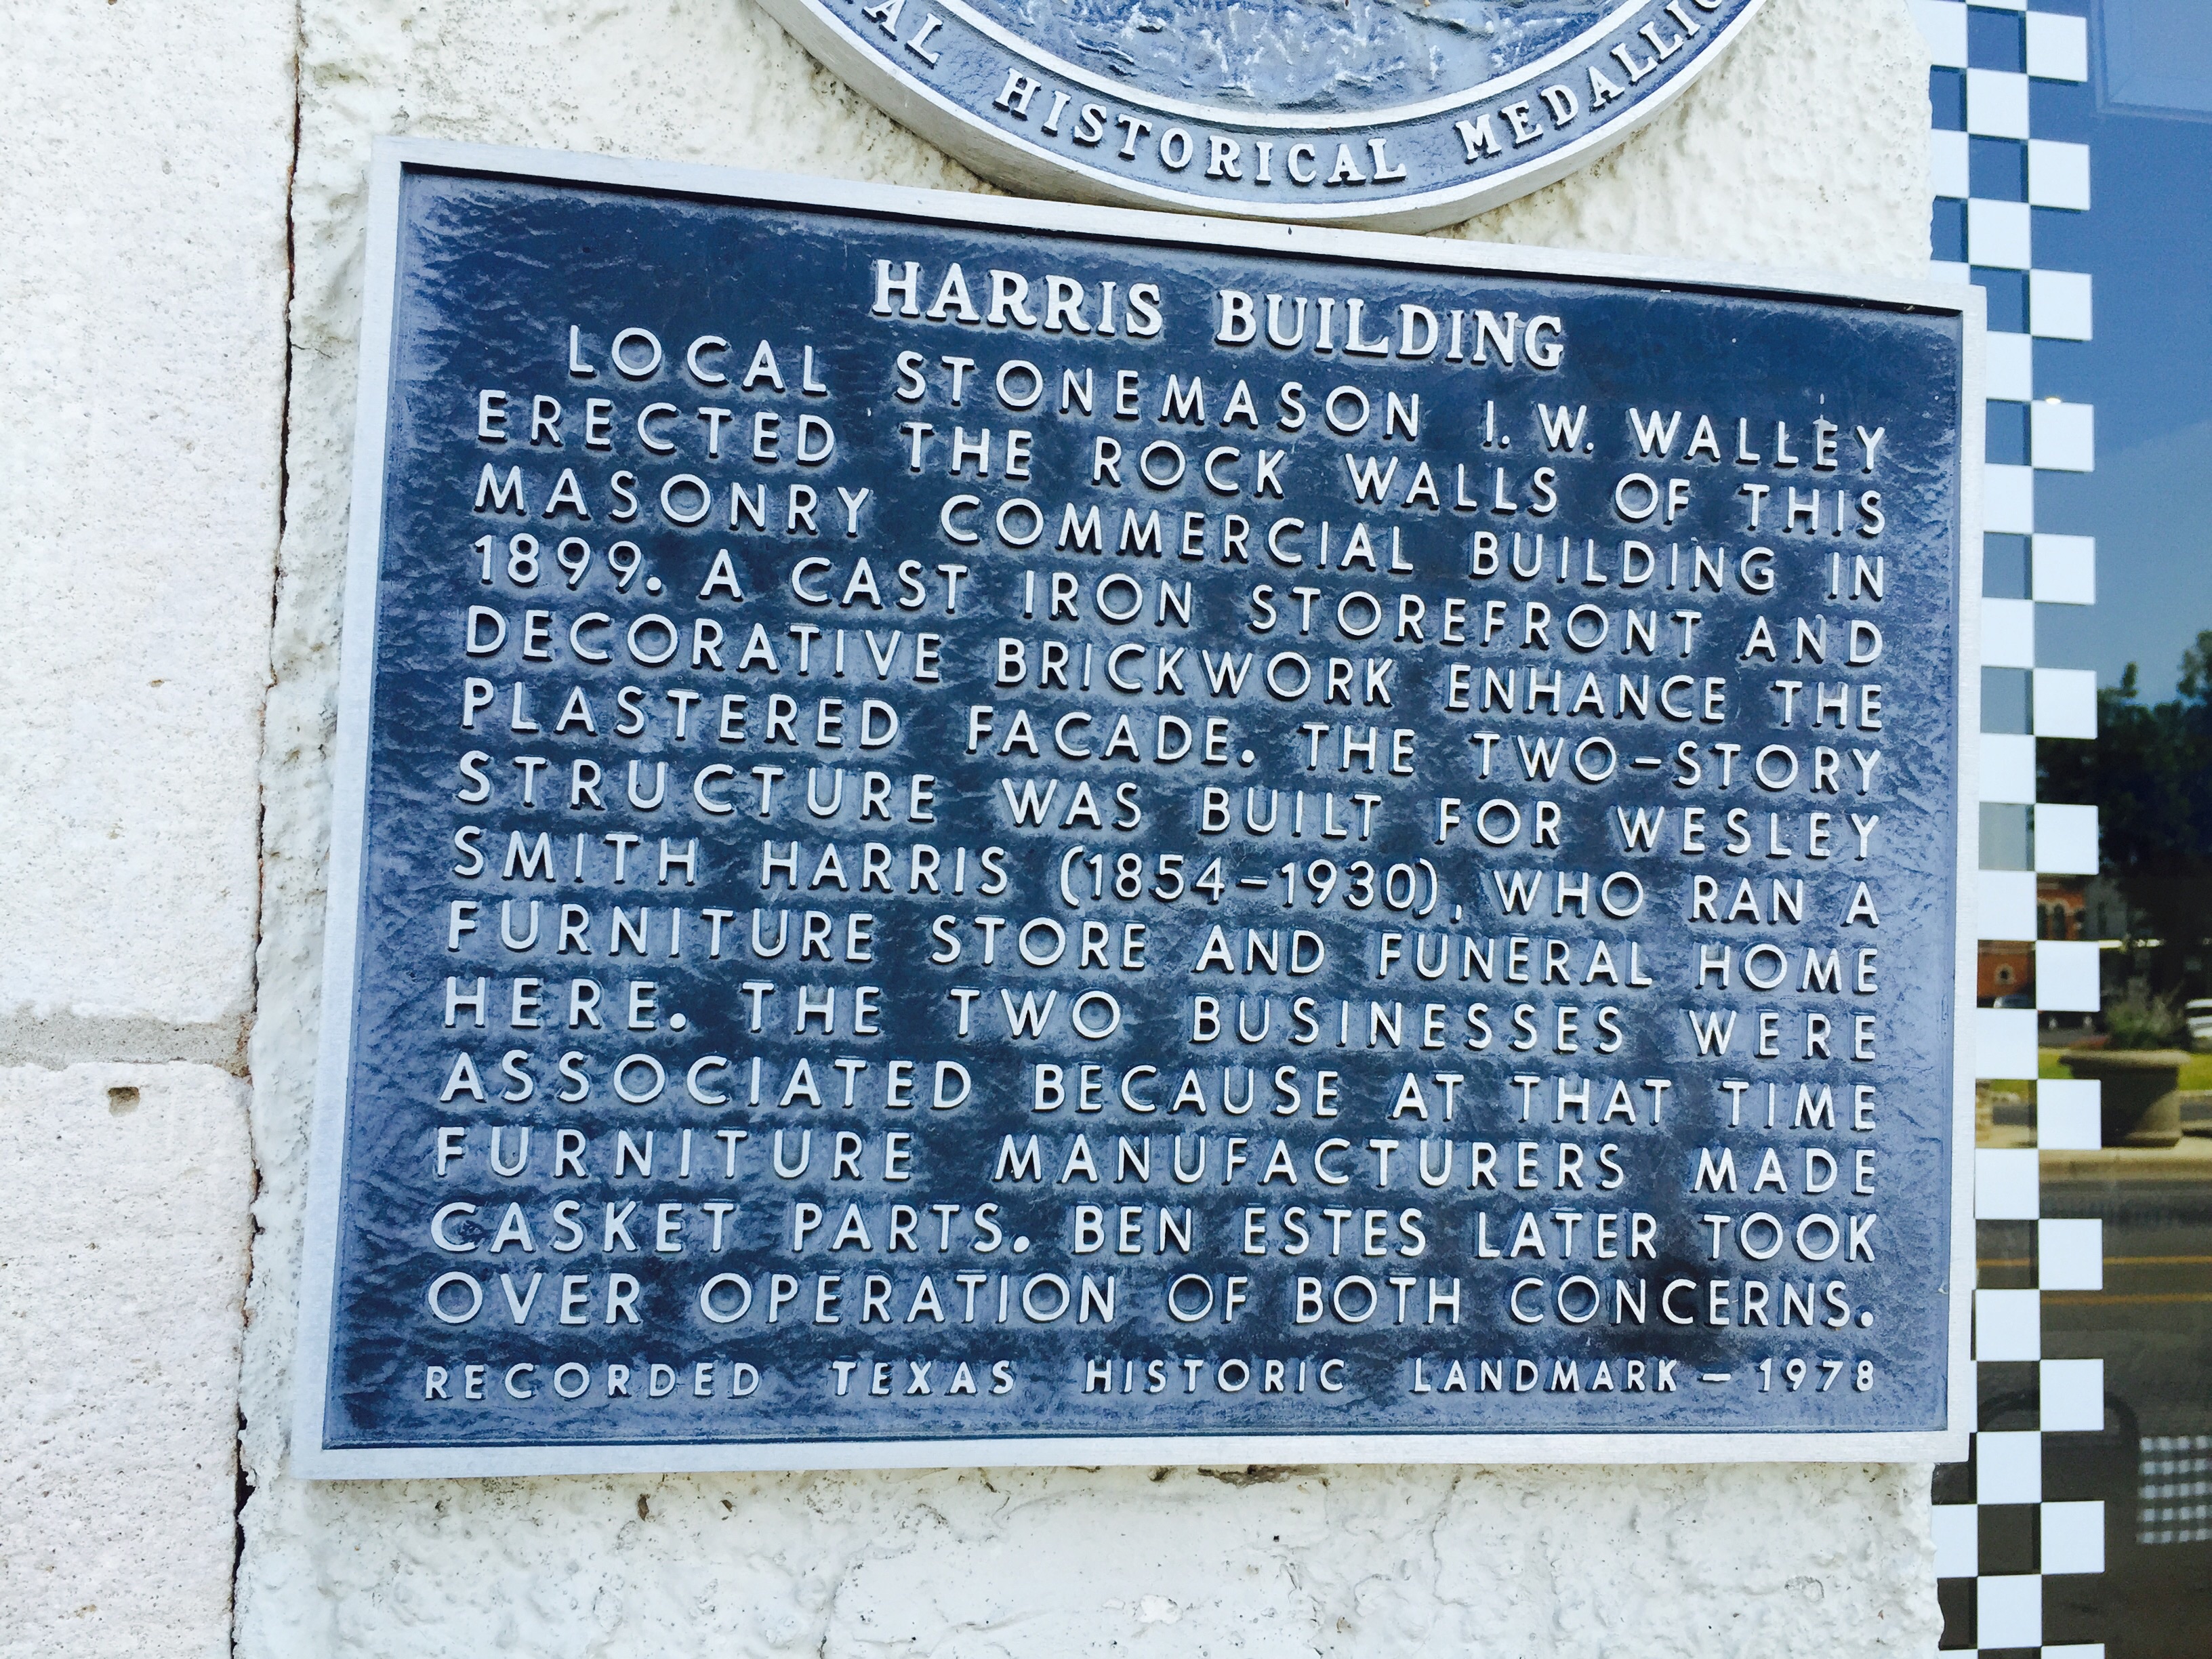 HISTORICAL
HARRIS BUILDING
LOCAL STONEMASON I. W. WALLEY
ERECTED THE ROCK WALLS OF THIS
MASONRY COMMERCIAL BUILDING IN
1899. A CAST IRON STOREFRONT AND
DECORATIVE BRICKWORK ENHANCE THE
PLASTERED FACADE. THE TWO-STORY
STRUCTURE WAS BUILT FOR WESLEY
SMITH HARRIS (1854-1930), WHO RAN A
FURNITURE STORE AND FUNERAL HOME
HERE. THE TWO BUSINESSES WERE
ASSOCIATED BECAUSE AT THAT TIME
FURNITURE MANUFACTURERS MADE
CASKET PARTS. BEN ESTES LATER TOOK
OVER OPERATION OF BOTH CONCERNS.
RECORDED TEXAS HISTORIC LANDMARK - 1978